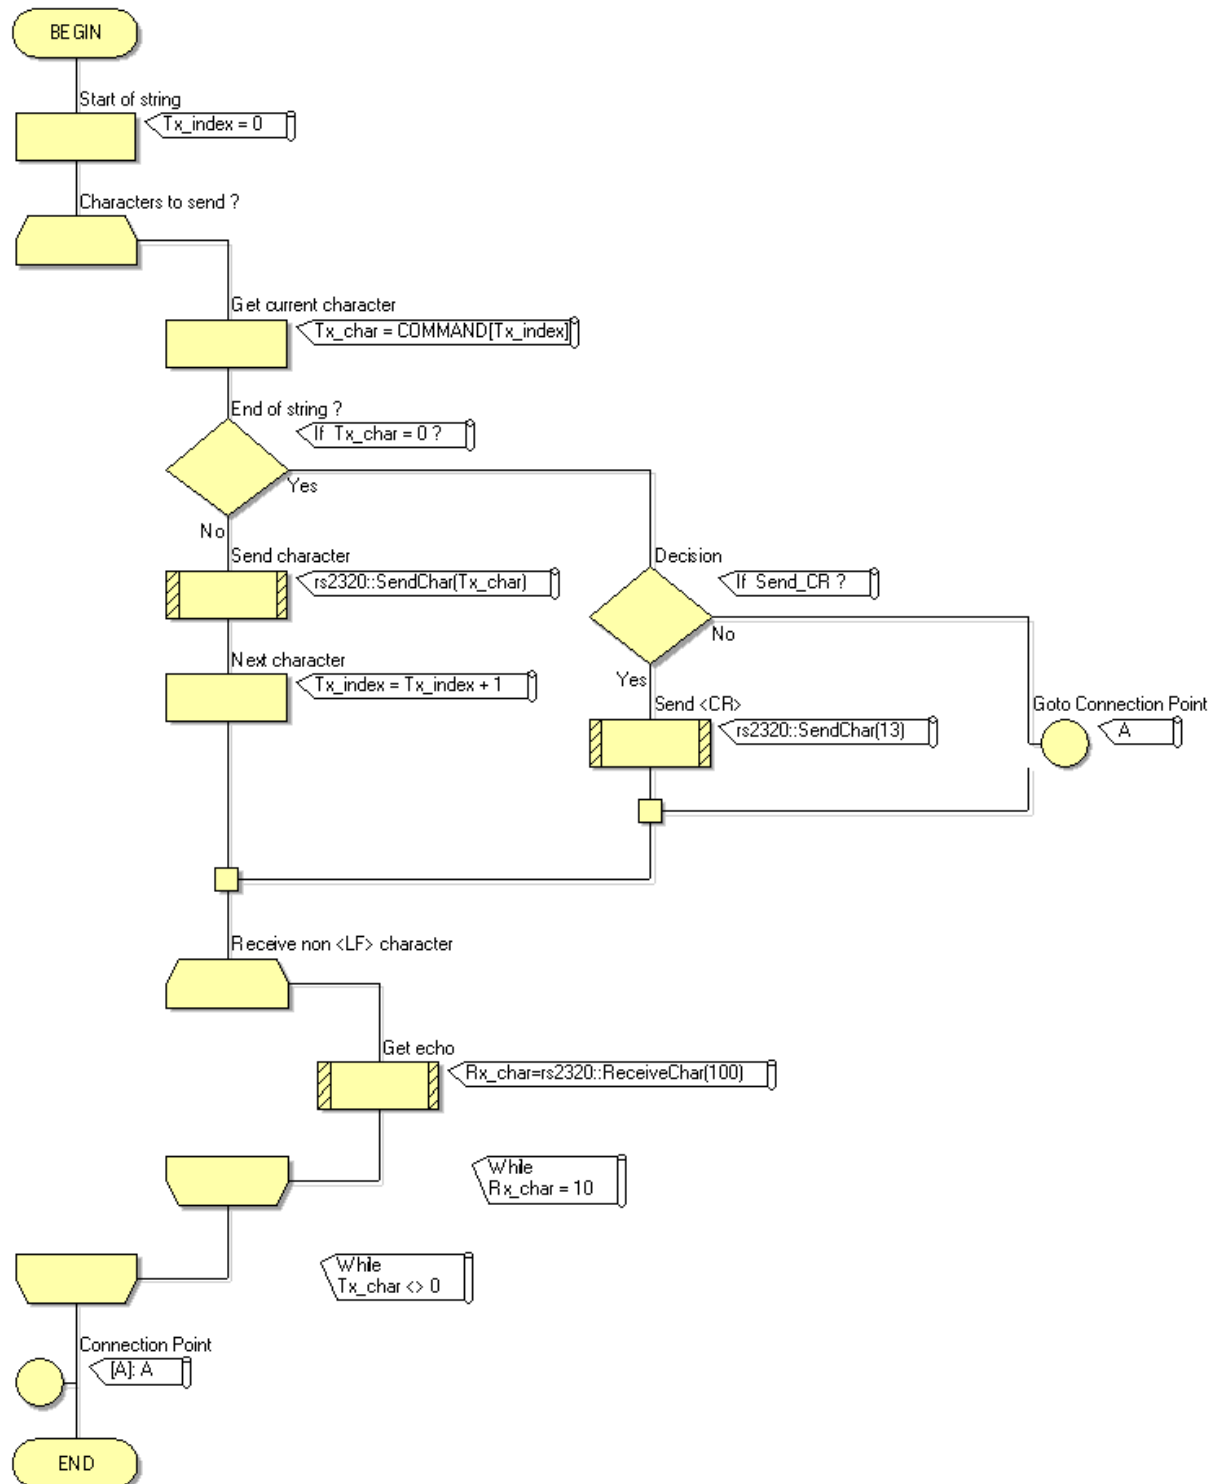 BEGIN
Start of string
Tx_index = 0
Characters to send ?
Get current character
Tx_char = COMMAND[Tx_index]
End of string ?
If Tx_char = 0 ?
Yes
No
Send character
rs2320::SendChar(Tx_char)
Decision
If Send_CR ?
No
Next character
Tx_index = Tx_index + 1
Yes
Send <CR>
rs2320::SendChar(13)
Goto Connection Point
A
Receive non <LF> character
Get echo
Rx_char=rs2320::ReceiveChar(100)
While
Rx_char = 10
While
Tx_char <> 0
Connection Point
[A]: A
END